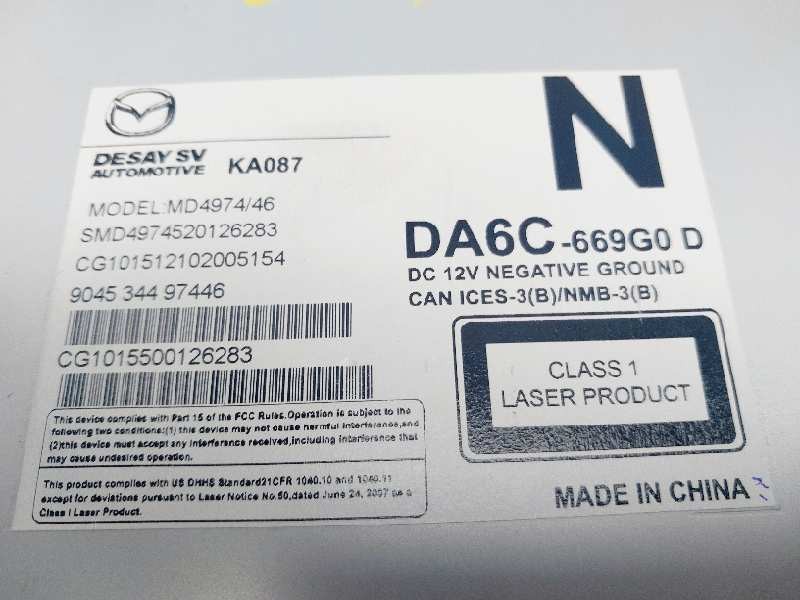 N
DESAY SV
AUTOMOTIVE KA087
MODEL:MD4974/46
SMD4974520126283
CG101512102005154
9045 344 97446
CG1015500126283
This device complies with Part 15 of the FCC Rules.Operation is subject to the
following two conditions:(1) this device may not cause harmful interference,and
(2)this device must accept any interference received,including interference that
may cause undesired operation.
This product complies with US DHHS Standard21CFR 1040.10 and 1040.11
except for deviations pursuant to Laser Notice No.50,dated June 24, 2007 as a
Class I Laser Product.
DA6C-669G0 D
DC 12V NEGATIVE GROUND
CAN ICES-3(B)/NMB-3(B)
CLASS 1
LASER PRODUCT
MADE IN CHINA